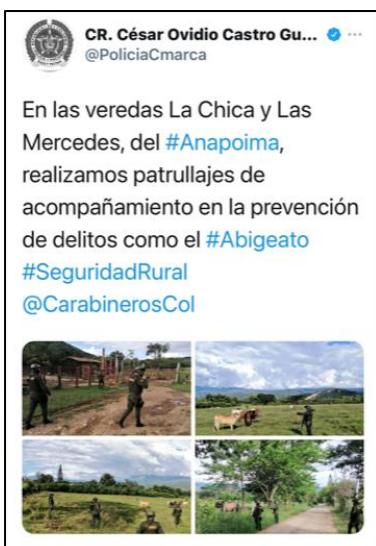 CR. César Ovidio Castro Gu...
@PoliciaCmarca
En las veredas La Chica y Las
Mercedes, del #Anapoima,
realizamos patrullajes de
acompañamiento en la prevención
de delitos como el #Abigeato
#SeguridadRural
@CarabinerosCol